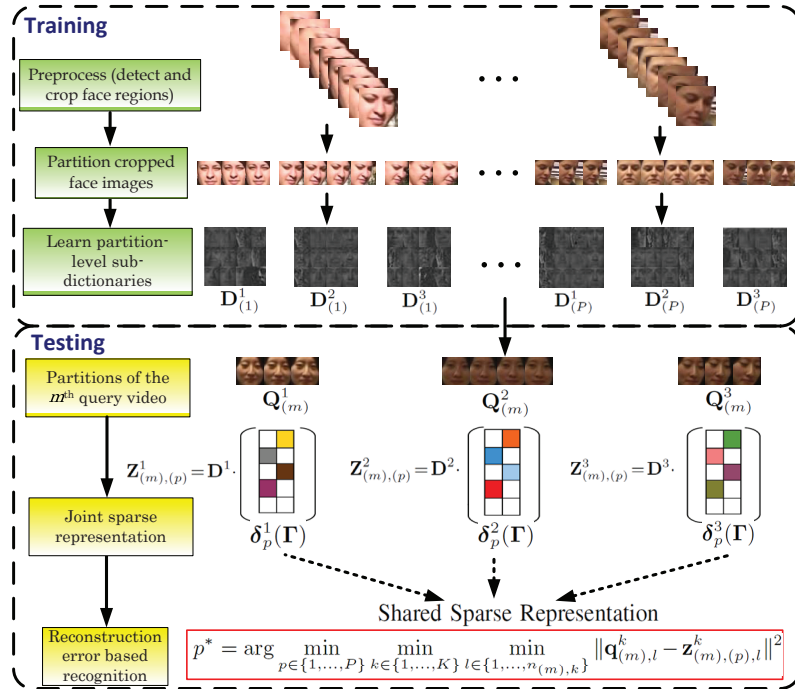 Training
Preprocess (detect and
crop face regions)
. . .
Partition cropped
face images
. . .
Learn partition-
level sub-
dictionaries
. . .
D^1_(1) D^2_(1) D^3_(1) D^1_(P) D^2_(P) D^3_(P)
Testing
Partitions of the
m^th query video
Q^1_(m) Q^2_(m) Q^3_(m)
Z^1_(m),(p) = D^1 · Z^2_(m),(p) = D^2 · Z^3_(m),(p) = D^3 ·
Joint sparse
representation
δ^1_p(Γ) δ^2_p(Γ) δ^3_p(Γ)
Shared Sparse Representation
Reconstruction
error based
recognition
p* = arg min_{p∈{1,...,P}} min_{k∈{1,...,K}} min_{l∈{1,...,n_(m),k}} ‖q^k_(m),l − z^k_(m),(p),l‖^2